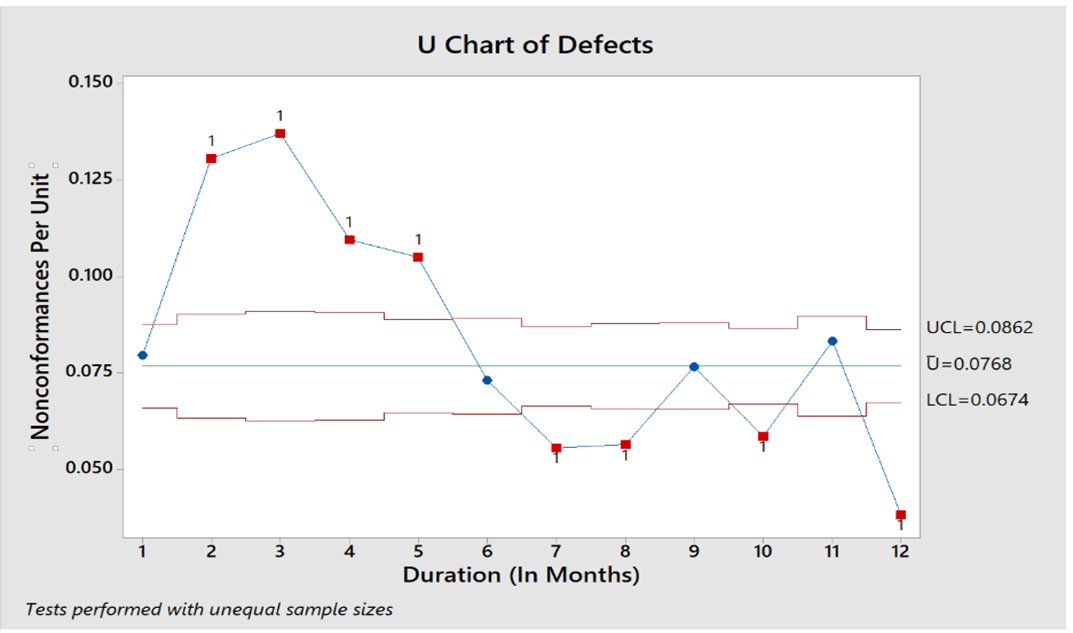 U Chart of Defects
0.150
0.125
0.100
0.075
0.050
Nonconformances Per Unit
1
1
1
1
1
1
1
1
UCL=0.0862
U̅=0.0768
LCL=0.0674
1 2 3 4 5 6 7 8 9 10 11 12
Duration (In Months)
Tests performed with unequal sample sizes